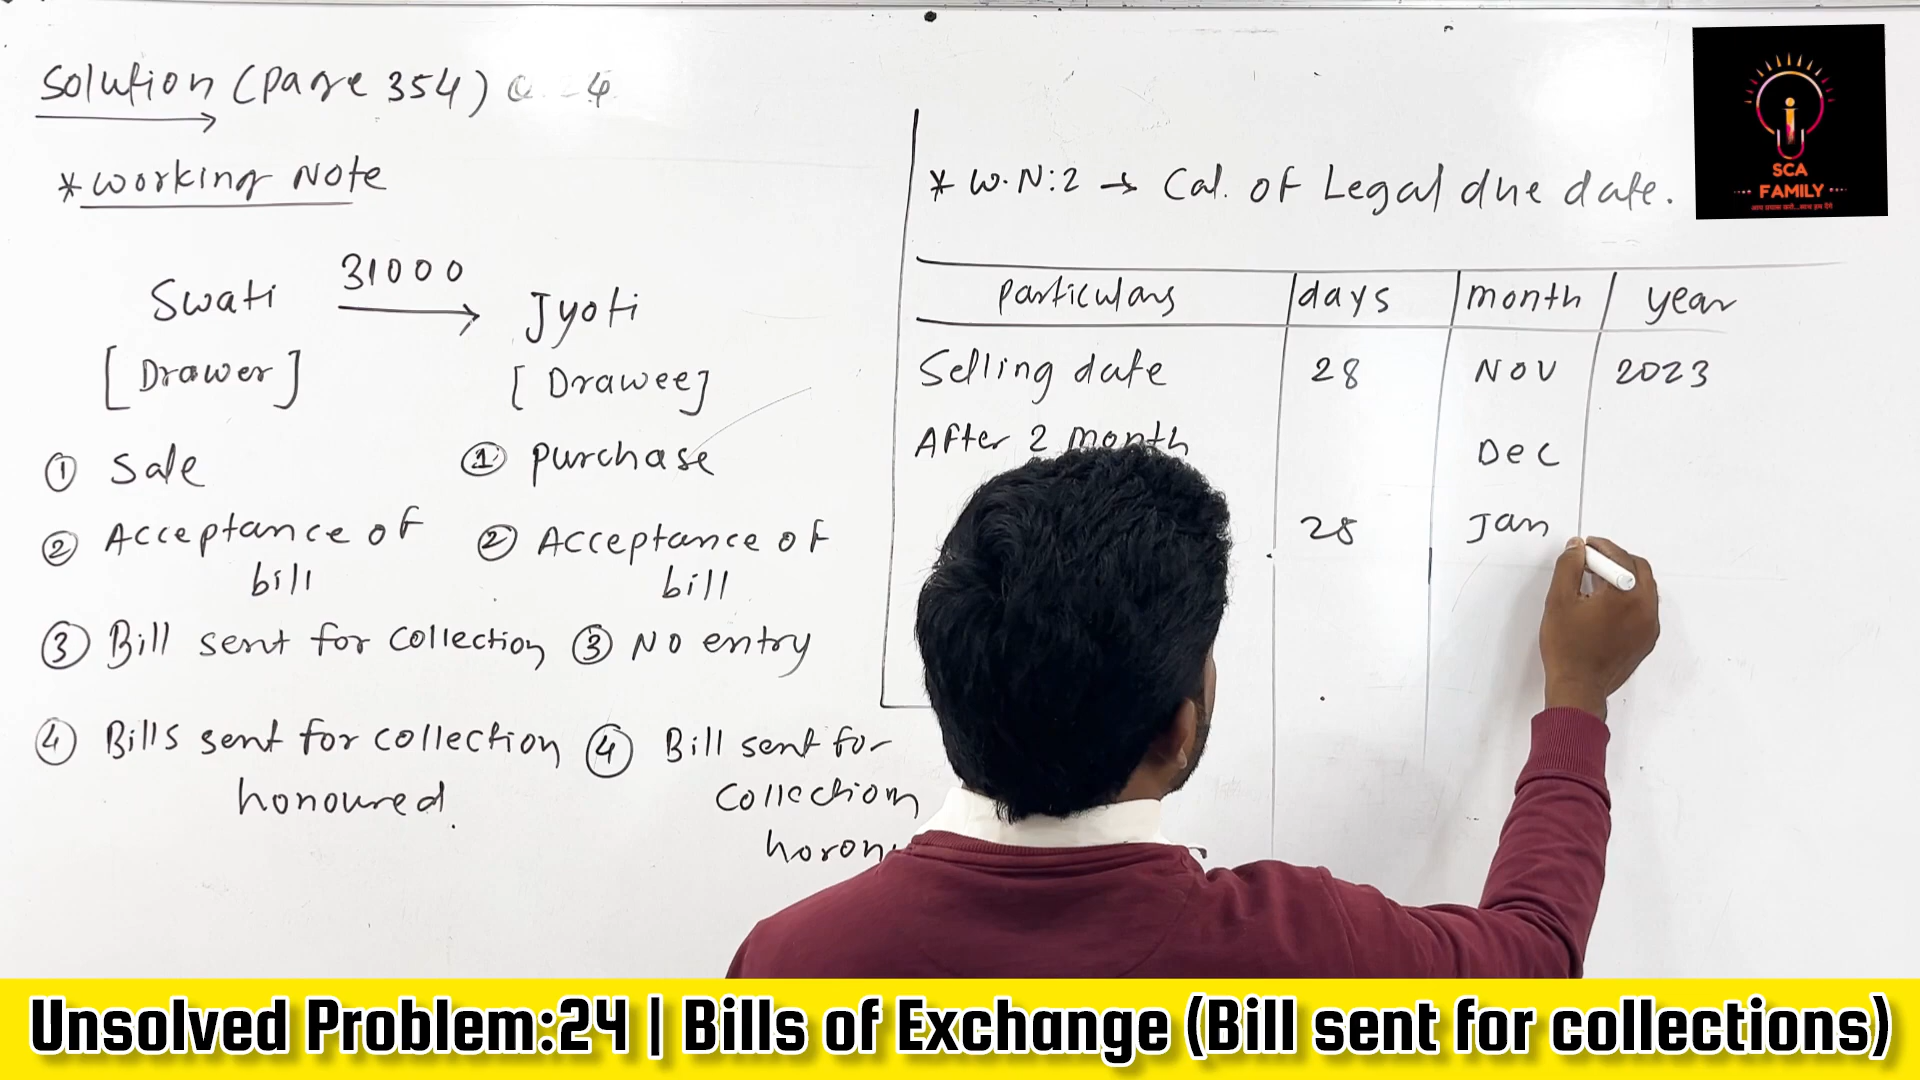 Solution (Page 354) Q. - 4
* Working Note
Swati 31000 Jyoti
[Drawer] [Drawee]
① Sale ① Purchase
② Acceptance of bill ② Acceptance of bill
③ Bill sent for collection ③ No entry
④ Bills sent for collection honoured. ④ Bill sent for collection
* W.N:2 → Cal. of Legal due date.
particulars days month year
Selling date 28 Nov 2023
After 2 month Dec
28 Jan
SCA
FAMILY
Unsolved Problem:24 | Bills of Exchange (Bill sent for collections)